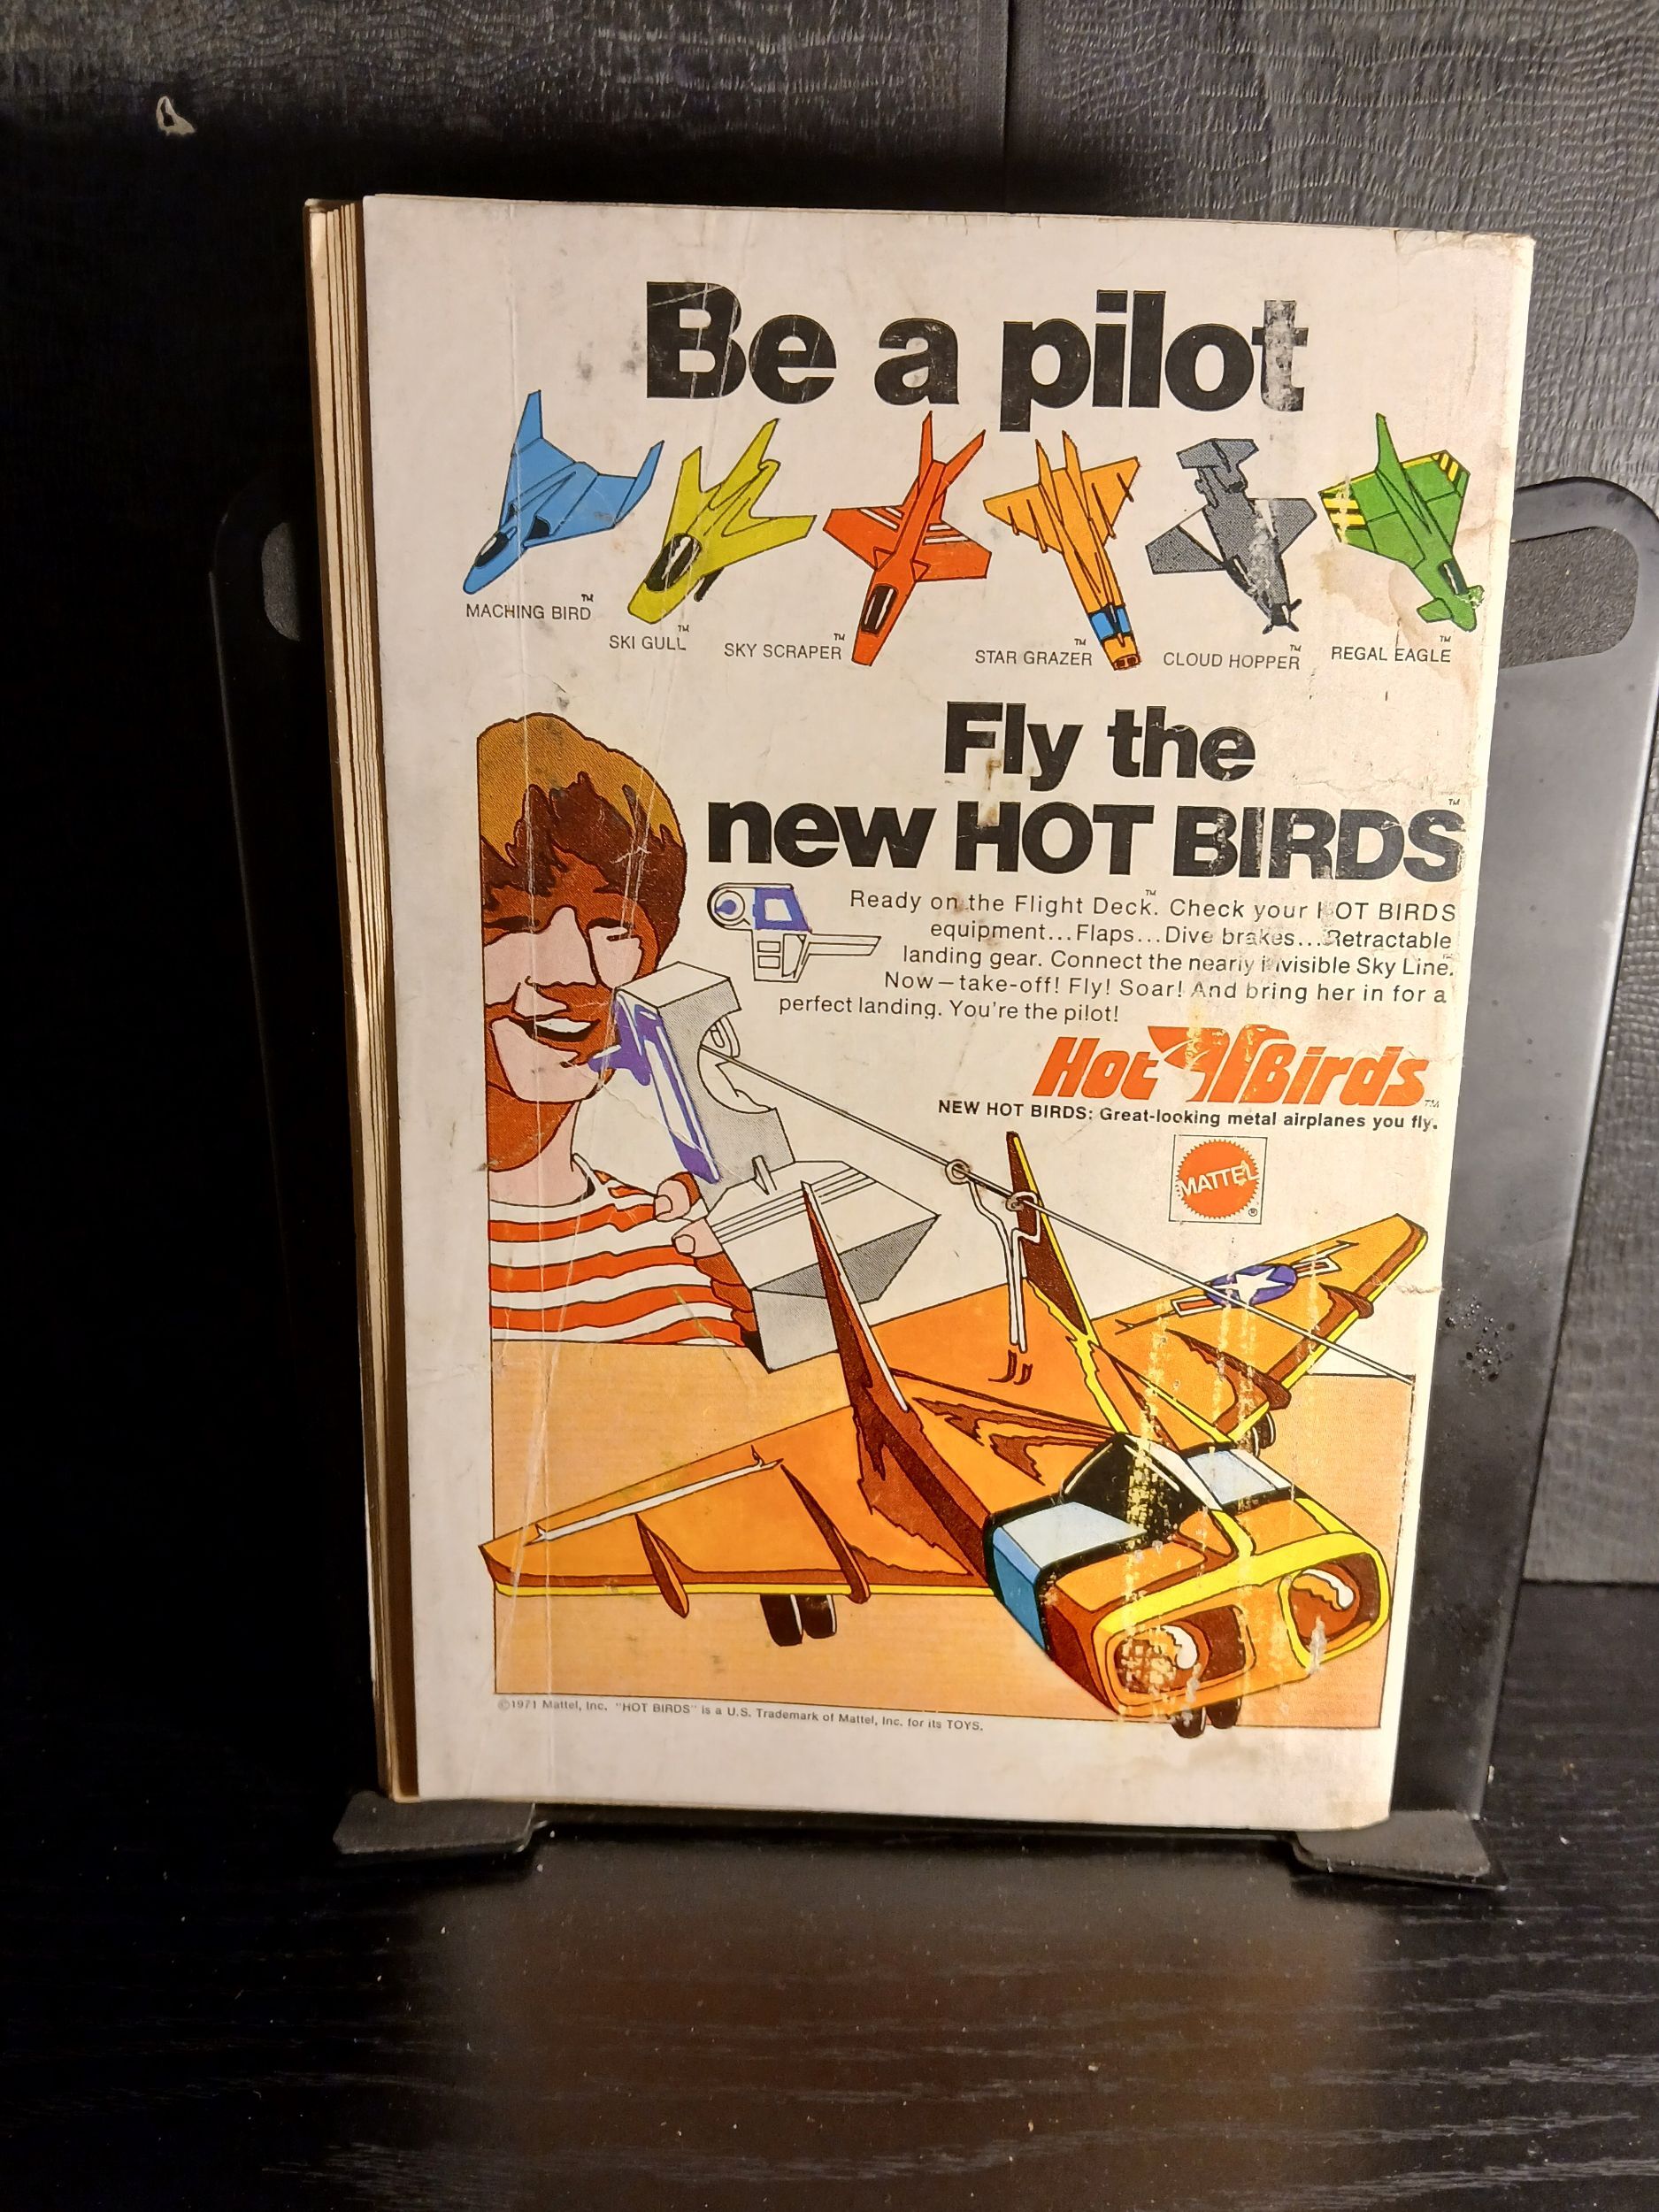 Be a pilot
MACHING BIRD™
SKI GULL™
SKY SCRAPER™
STAR GRAZER™
CLOUD HOPPER™
REGAL EAGLE™
Fly the
new HOT BIRDS™
Ready on the Flight Deck™. Check your HOT BIRDS
equipment...Flaps...Dive brakes...Retractable
landing gear. Connect the nearly invisible Sky Line™.
Now—take-off! Fly! Soar! And bring her in for a
perfect landing. You're the pilot!
Hot Birds™
NEW HOT BIRDS: Great-looking metal airplanes you fly.
MATTEL®
©1971 Mattel, Inc. "HOT BIRDS" is a U.S. Trademark of Mattel, Inc. for its TOYS.